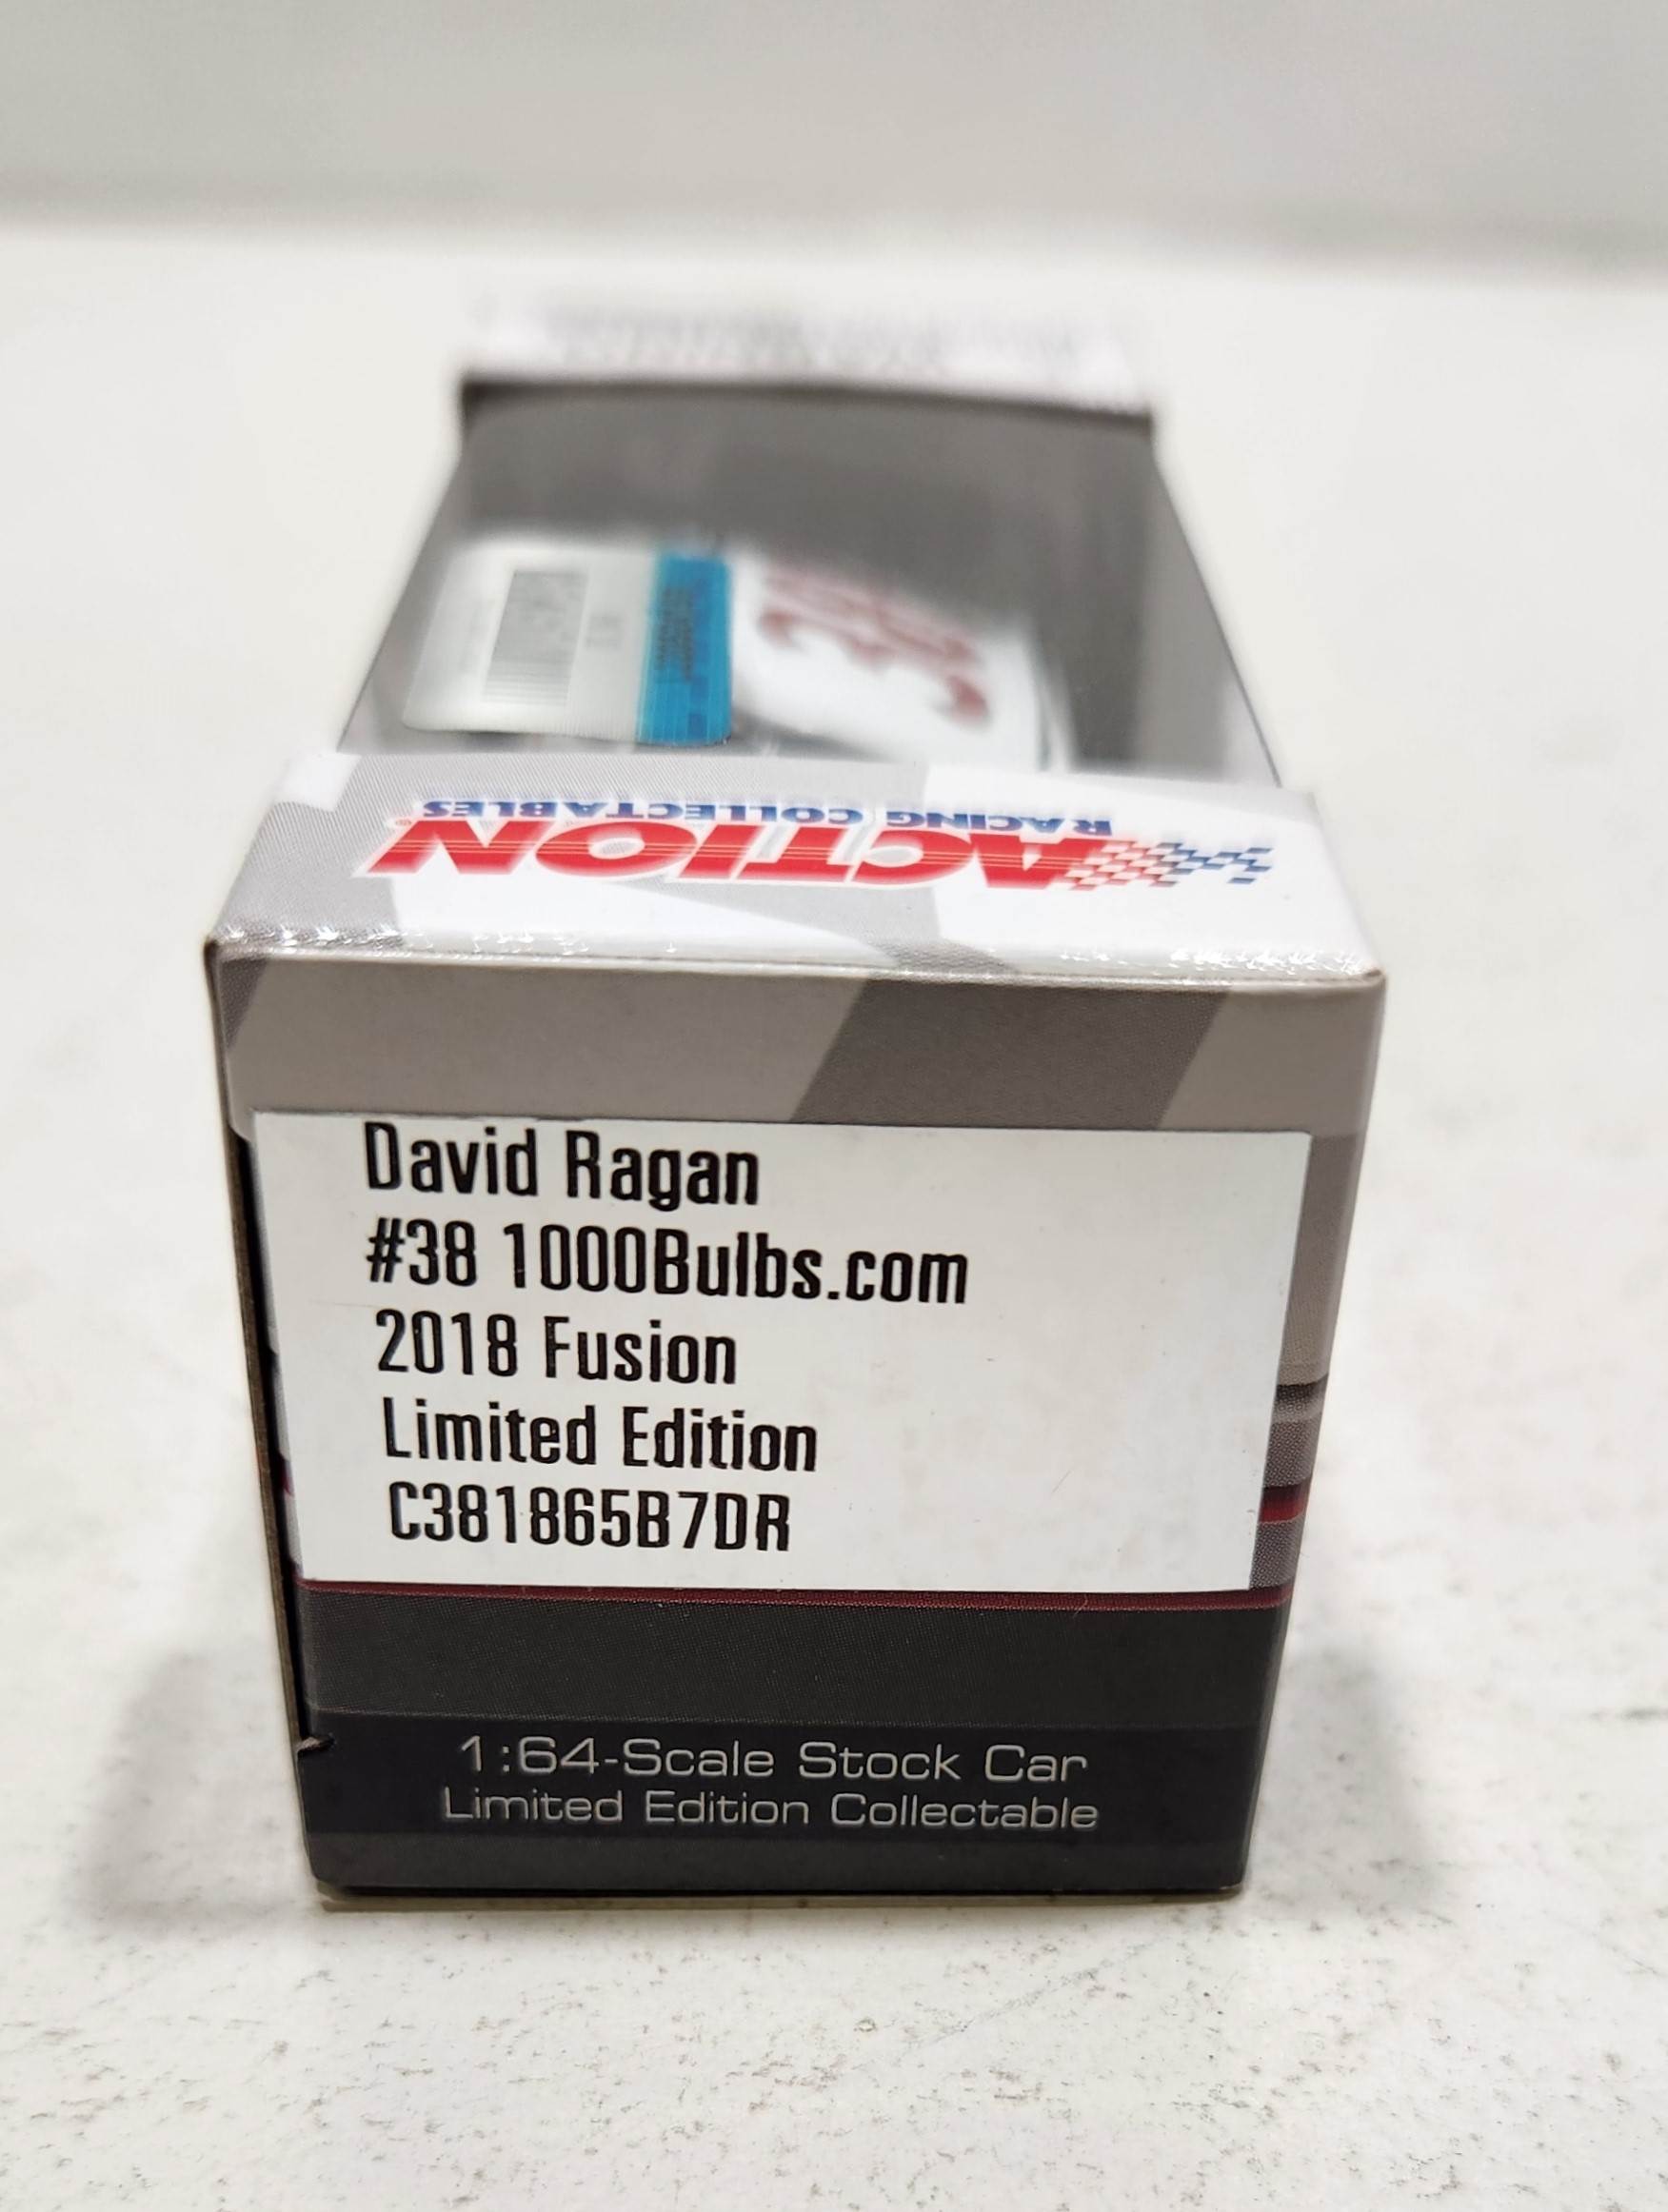 ACTION
RACING COLLECTABLES
David Ragan
#38 1000Bulbs.com
2018 Fusion
Limited Edition
C381865B7DR
1:64-Scale Stock Car
Limited Edition Collectable